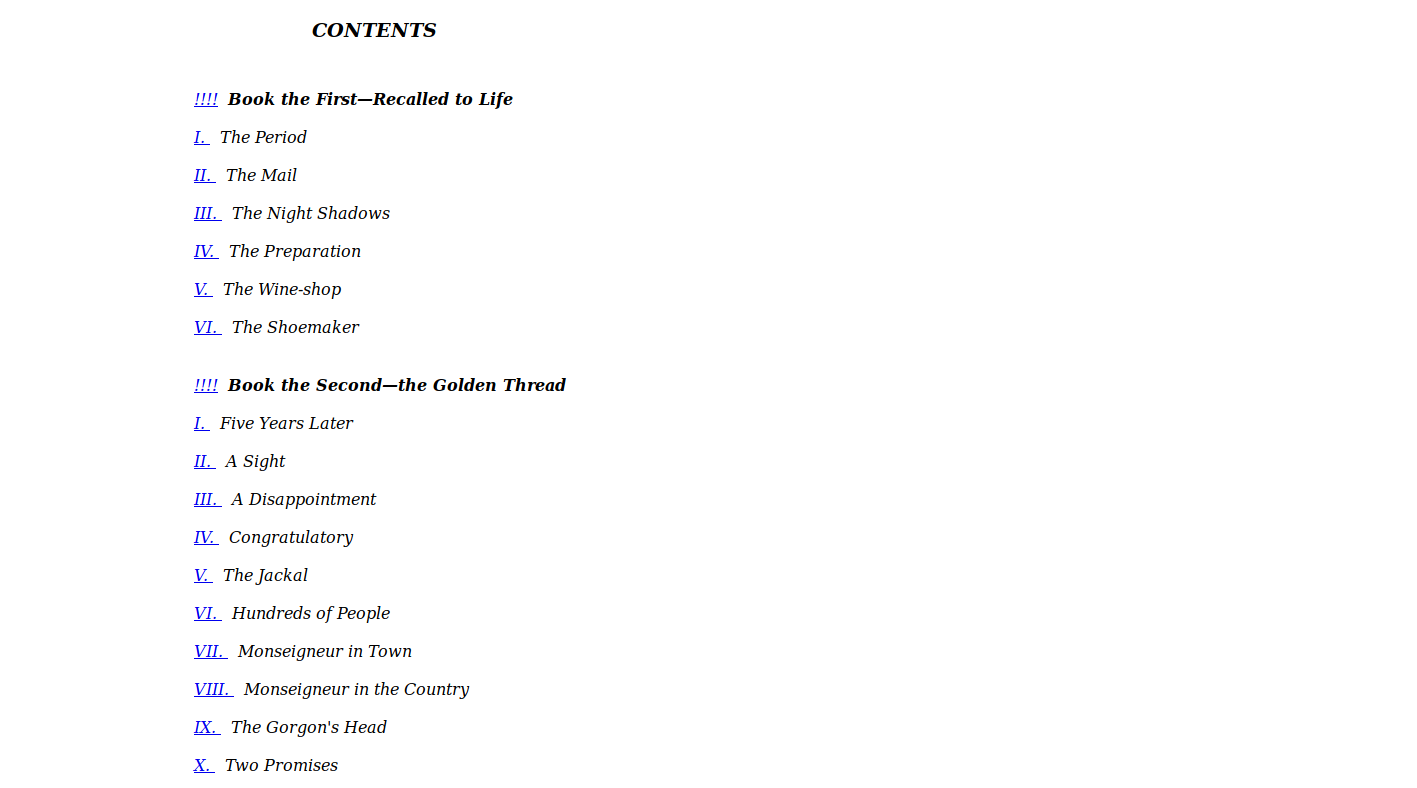 CONTENTS
!!!! Book the First—Recalled to Life
I. The Period
II. The Mail
III. The Night Shadows
IV. The Preparation
V. The Wine-shop
VI. The Shoemaker
!!!! Book the Second—the Golden Thread
I. Five Years Later
II. A Sight
III. A Disappointment
IV. Congratulatory
V. The Jackal
VI. Hundreds of People
VII. Monseigneur in Town
VIII. Monseigneur in the Country
IX. The Gorgon's Head
X. Two Promises